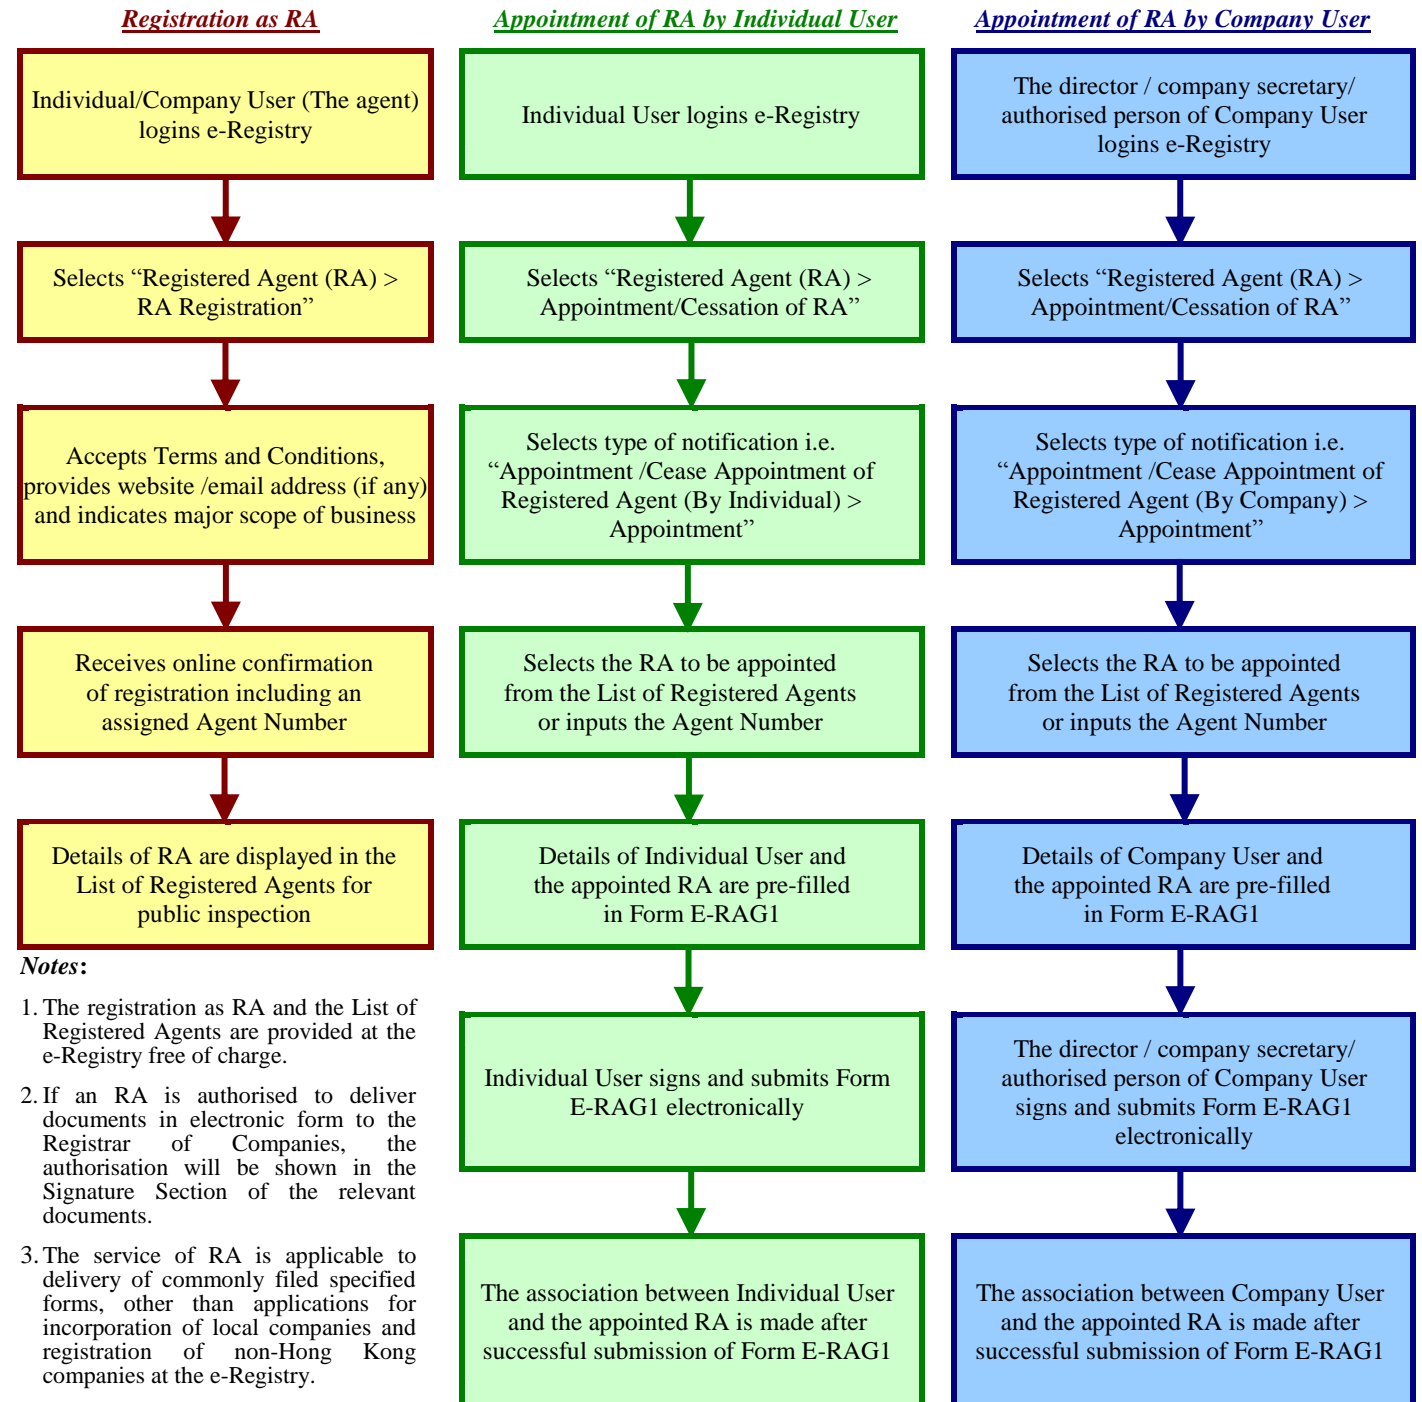 Registration as RA
Individual/Company User (The agent)
logins e-Registry
Selects “Registered Agent (RA) >
RA Registration”
Accepts Terms and Conditions,
provides website /email address (if any)
and indicates major scope of business
Receives online confirmation
of registration including an
assigned Agent Number
Details of RA are displayed in the
List of Registered Agents for
public inspection
Notes:
1. The registration as RA and the List of
Registered Agents are provided at the
e-Registry free of charge.
2. If an RA is authorised to deliver
documents in electronic form to the
Registrar of Companies, the
authorisation will be shown in the
Signature Section of the relevant
documents.
3. The service of RA is applicable to
delivery of commonly filed specified
forms, other than applications for
incorporation of local companies and
registration of non-Hong Kong
companies at the e-Registry.
Appointment of RA by Individual User
Individual User logins e-Registry
Selects “Registered Agent (RA) >
Appointment/Cessation of RA”
Selects type of notification i.e.
“Appointment /Cease Appointment of
Registered Agent (By Individual) >
Appointment”
Selects the RA to be appointed
from the List of Registered Agents
or inputs the Agent Number
Details of Individual User and
the appointed RA are pre-filled
in Form E-RAG1
Individual User signs and submits Form
E-RAG1 electronically
The association between Individual User
and the appointed RA is made after
successful submission of Form E-RAG1
Appointment of RA by Company User
The director / company secretary/
authorised person of Company User
logins e-Registry
Selects “Registered Agent (RA) >
Appointment/Cessation of RA”
Selects type of notification i.e.
“Appointment /Cease Appointment of
Registered Agent (By Company) >
Appointment”
Selects the RA to be appointed
from the List of Registered Agents
or inputs the Agent Number
Details of Company User and
the appointed RA are pre-filled
in Form E-RAG1
The director / company secretary/
authorised person of Company User
signs and submits Form E-RAG1
electronically
The association between Company User
and the appointed RA is made after
successful submission of Form E-RAG1